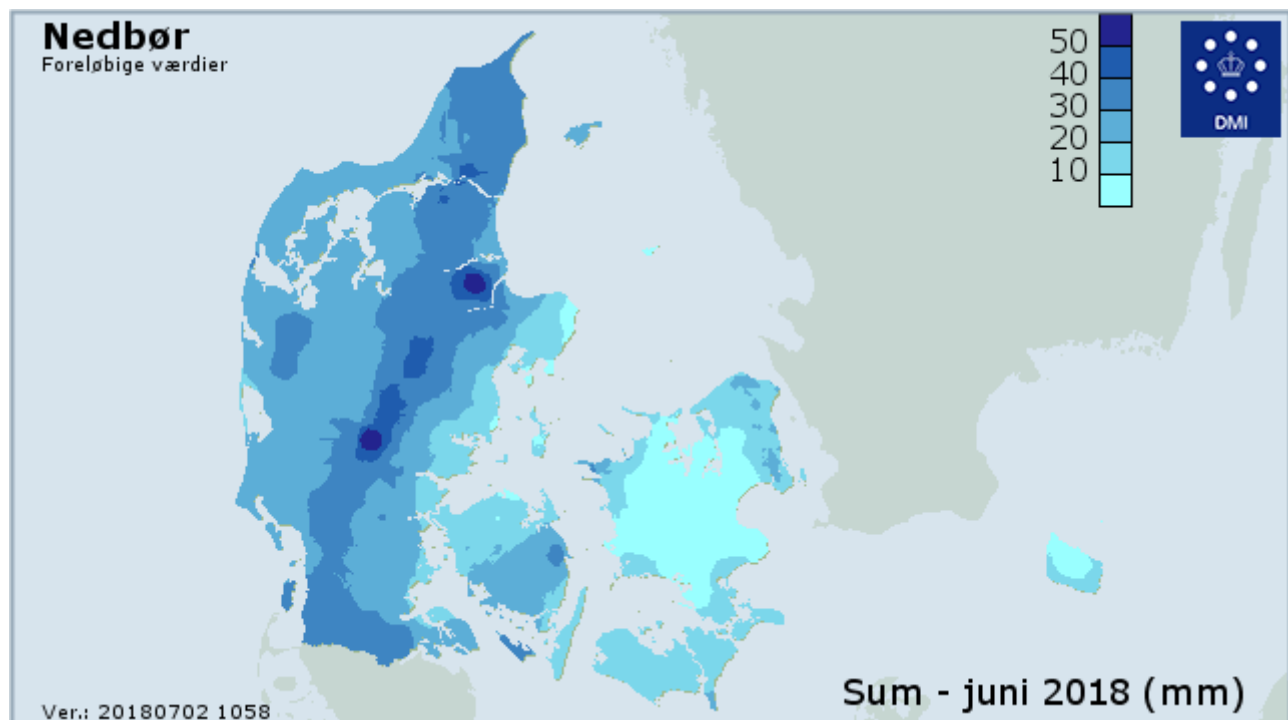 Nedbør
Foreløbige værdier
50
40
30
20
10
DMI
Sum - juni 2018 (mm)
Ver.: 20180702 1058